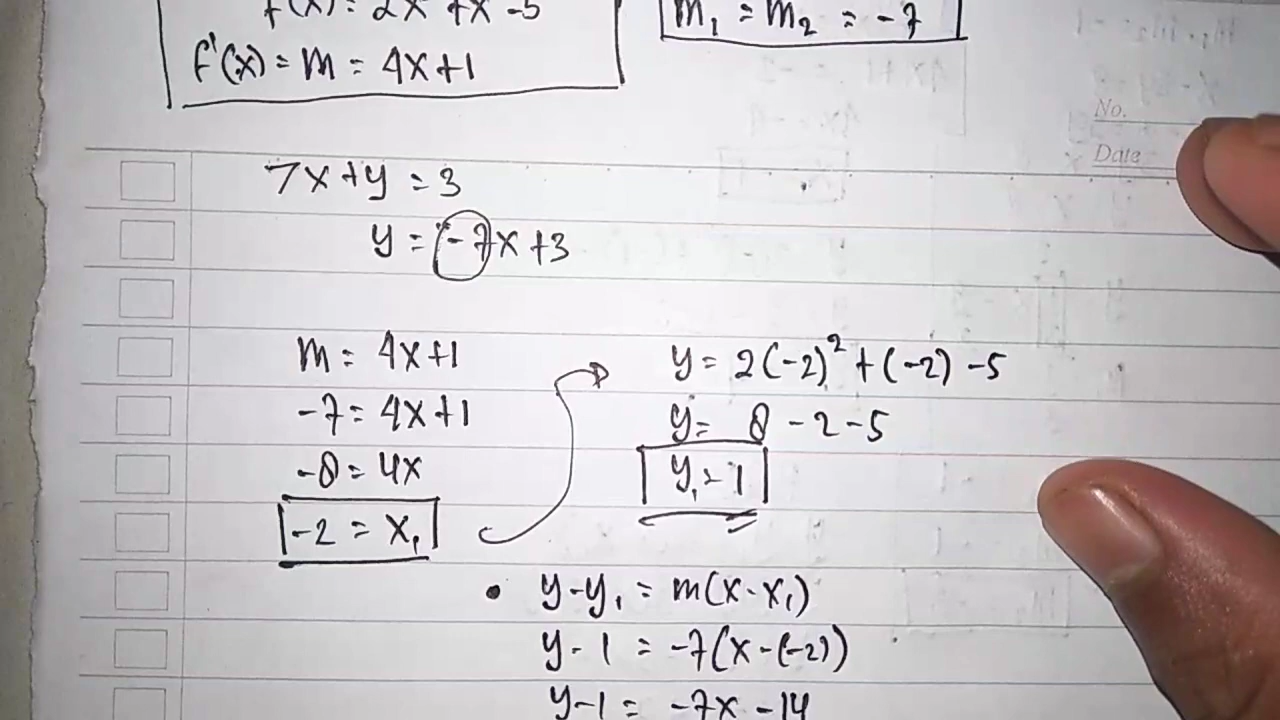 f(x) = 2x² + x - 5
m₁ = m₂ = -7
f'(x) = m = 4x+1
No.
Date
7x + y = 3
y = -7x + 3
m = 4x+1
-7 = 4x+1
-8 = 4x
-2 = x₁
y = 2(-2)² + (-2) - 5
y = 8 - 2 - 5
y₁ = 1
• y - y₁ = m(x - x₁)
y - 1 = -7(x - (-2))
y - 1 = -7x - 14